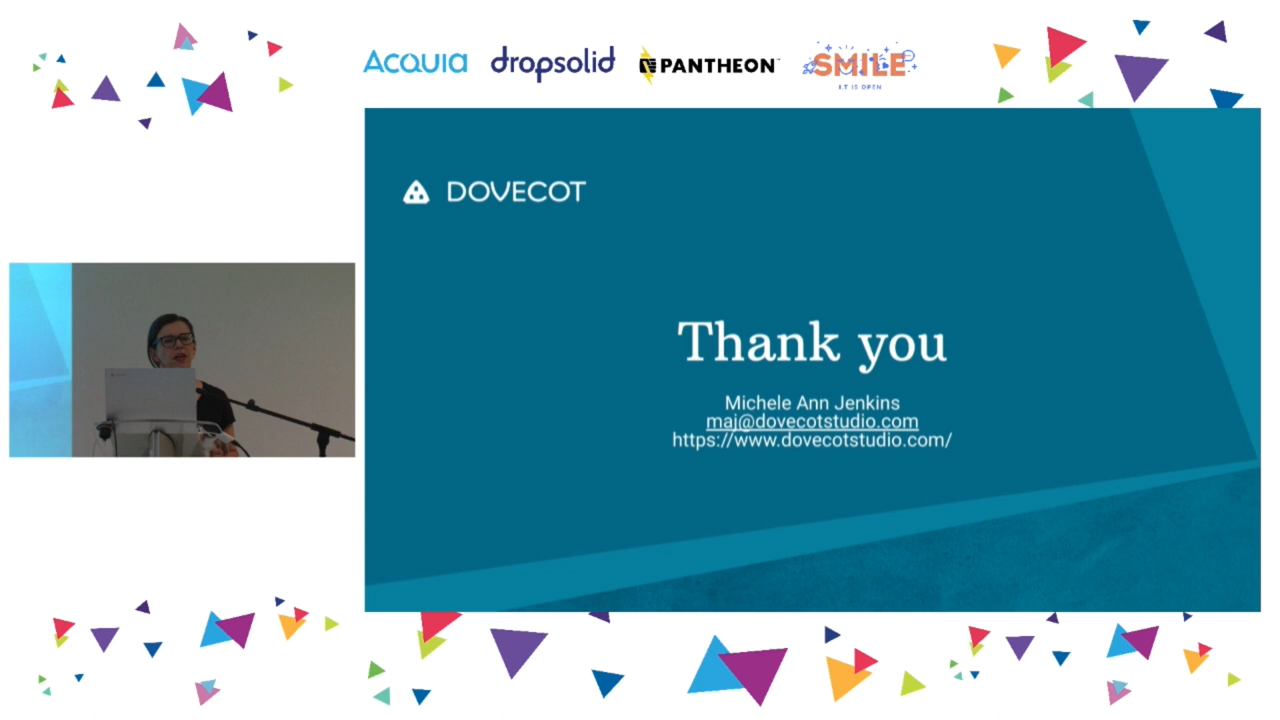 ACQUIA
dropsolid
PANTHEON
SMILE
I.T IS OPEN
DOVECOT
Thank you
Michele Ann Jenkins
maj@dovecotstudio.com
https://www.dovecotstudio.com/